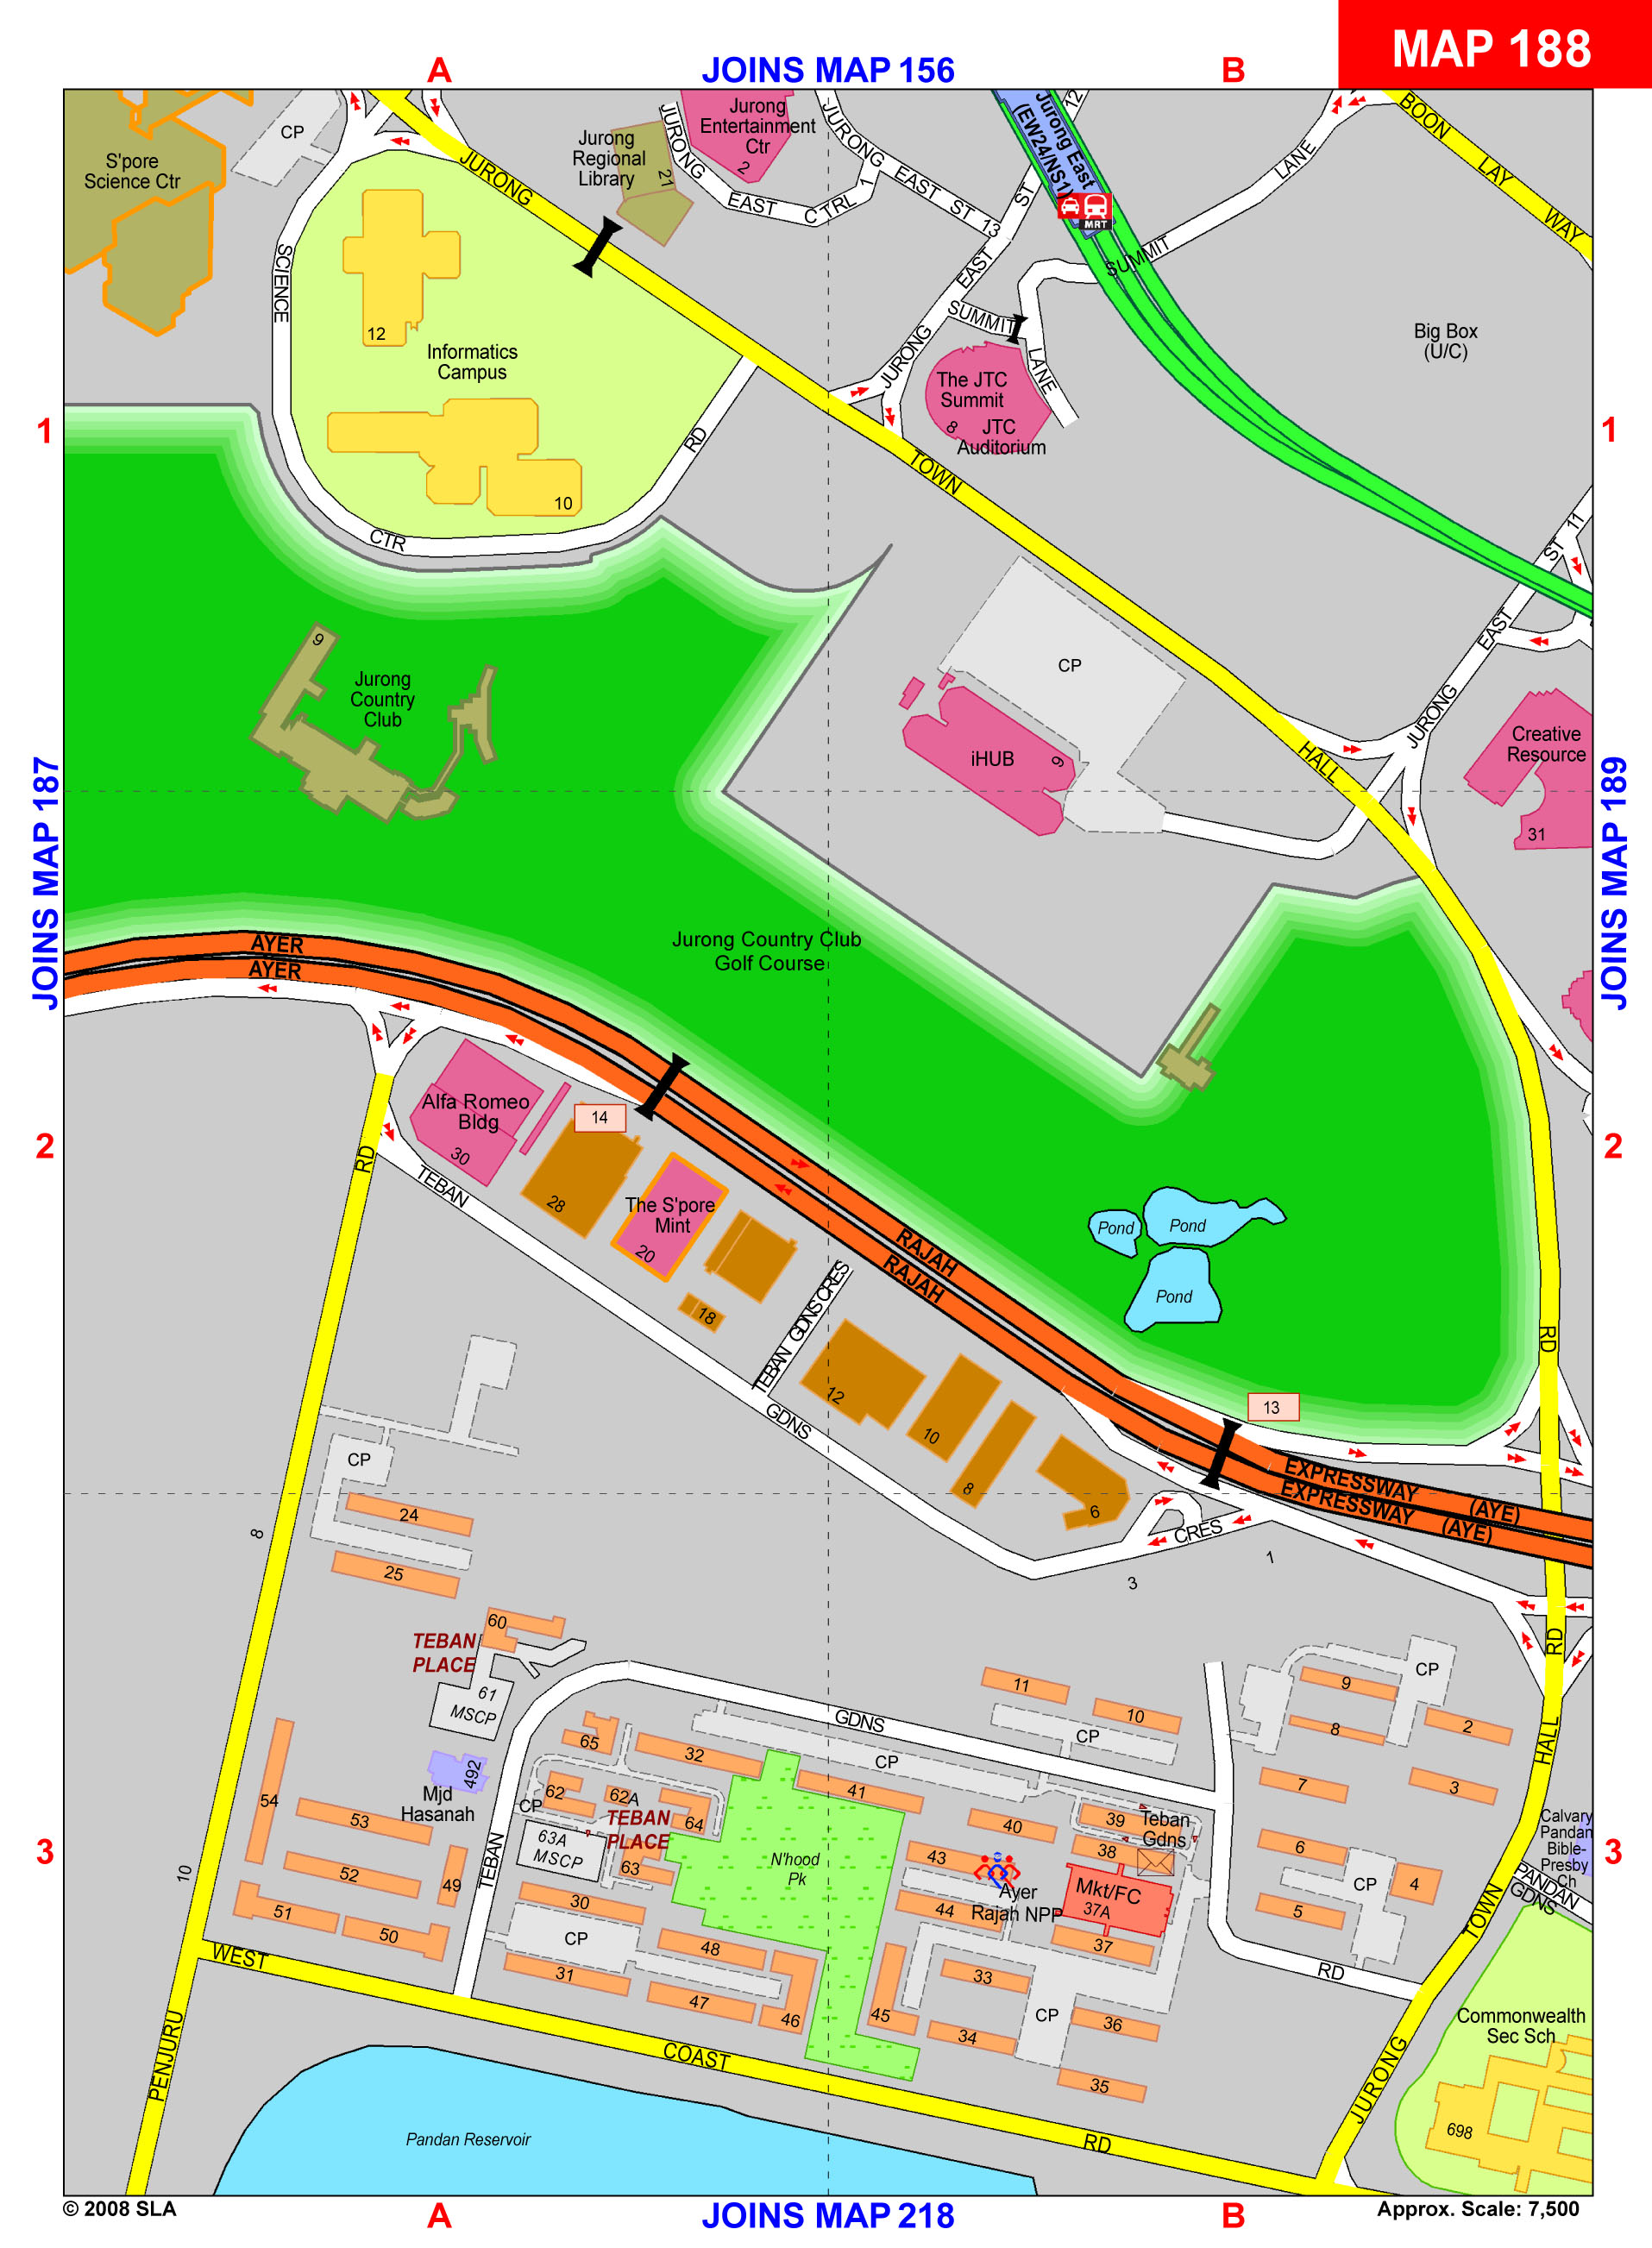 MAP 188
A
JOINS MAP 156
B
S'pore
Science Ctr
CP
JURONG
Jurong
Regional
Library
21
JURONG
EAST
CTRL 1
Jurong
Entertainment
Ctr
2
JURONG
EAST
ST 13
Jurong East
(EW24/NS1)
MRT
12
ST
EAST
JURONG
SUMMIT
LANE
SUMMIT
LANE
BOON
LAY
WAY
SCIENCE
12
Informatics
Campus
10
CTR
RD
The JTC
Summit
8
JTC
Auditorium
Big Box
(U/C)
1
1
TOWN
ST 11
EAST
JURONG
9
Jurong
Country
Club
CP
iHUB
9
HALL
Creative
Resource
31
JOINS MAP 187
JOINS MAP 189
AYER
AYER
Jurong Country Club
Golf Course
Alfa Romeo
Bldg
30
14
28
The S'pore
Mint
20
18
2
2
RD
TEBAN
RAJAH
RAJAH
Pond
Pond
Pond
TEBAN GDNS CRES
GDNS
12
10
8
6
13
RD
EXPRESSWAY (AYE)
EXPRESSWAY (AYE)
CRES
CP
24
25
8
1
3
60
TEBAN
PLACE
61
MSCP
RD
11
10
CP
9
CP
8
2
GDNS
65
32
CP
41
492
Mjd
Hasanah
62
62A
64
CP
TEBAN
PLACE
63A
MSCP
63
54
53
52
49
51
50
TEBAN
30
CP
31
48
47
46
N'hood
Pk
40
39
Teban
Gdns
38
43
44
Ayer
Rajah NPP
Mkt/FC
37A
37
45
33
34
CP
36
35
7
3
6
CP
4
5
RD
HALL
TOWN
JURONG
Calvary
Pandan
Bible-
Presby
Ch
PANDAN
GDNS
3
3
10
WEST
COAST
RD
PENJURU
Pandan Reservoir
Commonwealth
Sec Sch
698
© 2008 SLA
A
JOINS MAP 218
B
Approx. Scale: 7,500